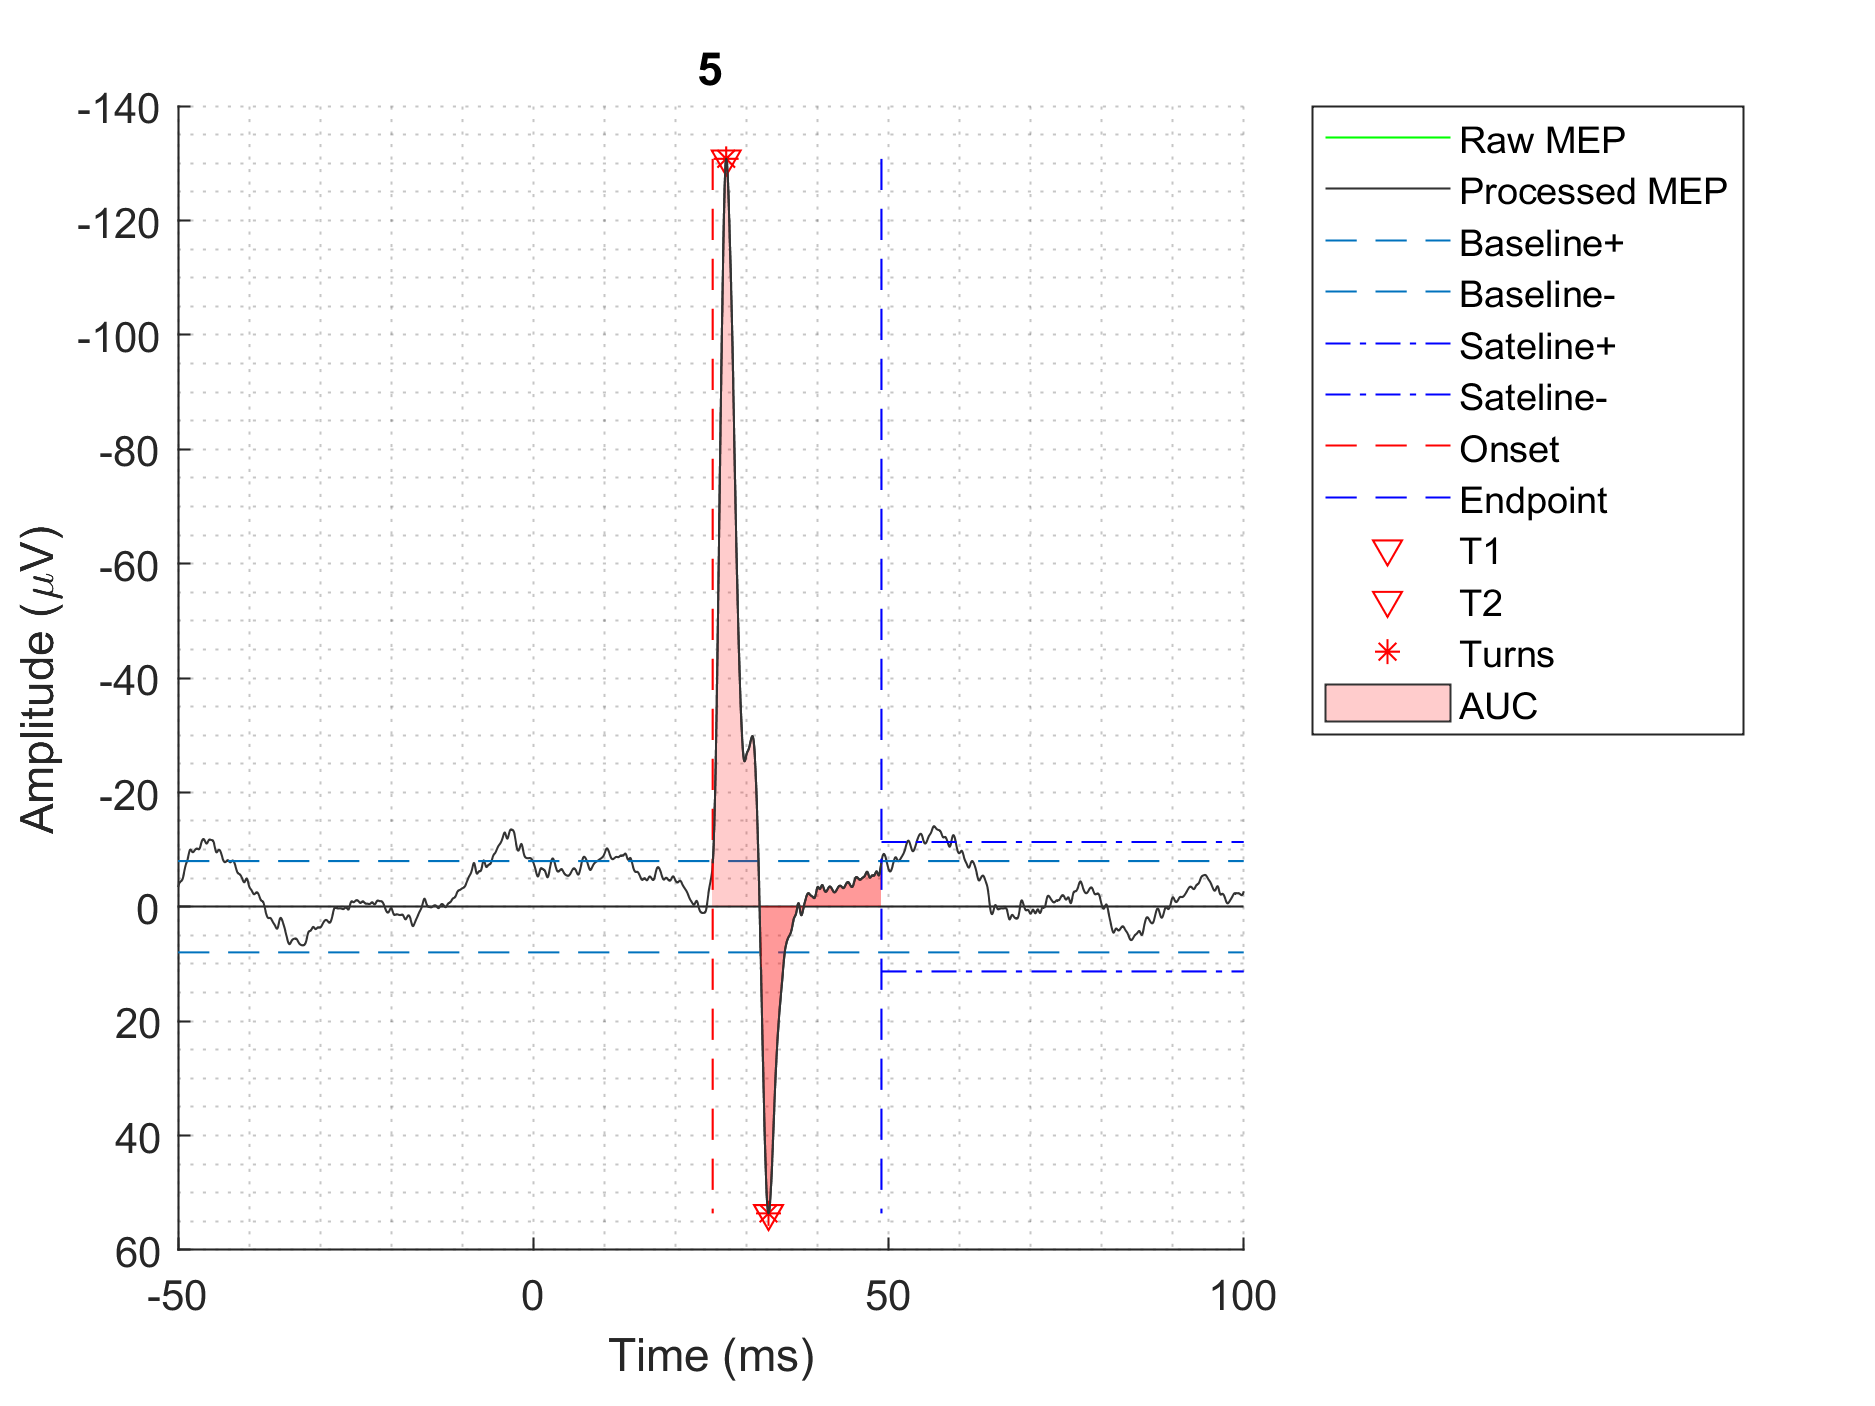 5
-140
-120
-100
-80
-60
-40
-20
0
20
40
60
Amplitude (μV)
-50 0 50 100
Time (ms)
Raw MEP
Processed MEP
Baseline+
Baseline-
Sateline+
Sateline-
Onset
Endpoint
T1
T2
Turns
AUC